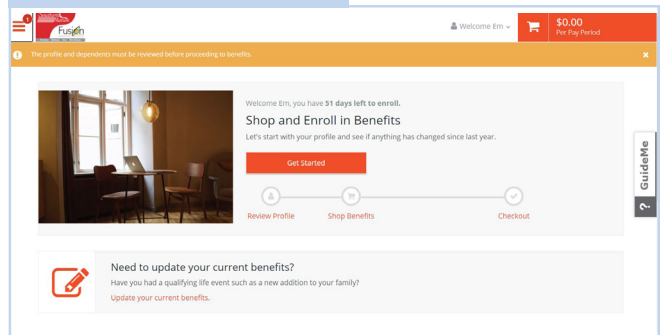 1
Fusion
Welcome Em
$0.00
Per Pay Period
The profile and dependents must be reviewed before proceeding to benefits.
Welcome Em, you have 51 days left to enroll.
Shop and Enroll in Benefits
Let's start with your profile and see if anything has changed since last year.
Get Started
Review Profile
Shop Benefits
Checkout
GuideMe
?
Need to update your current benefits?
Have you had a qualifying life event such as a new addition to your family?
Update your current benefits.